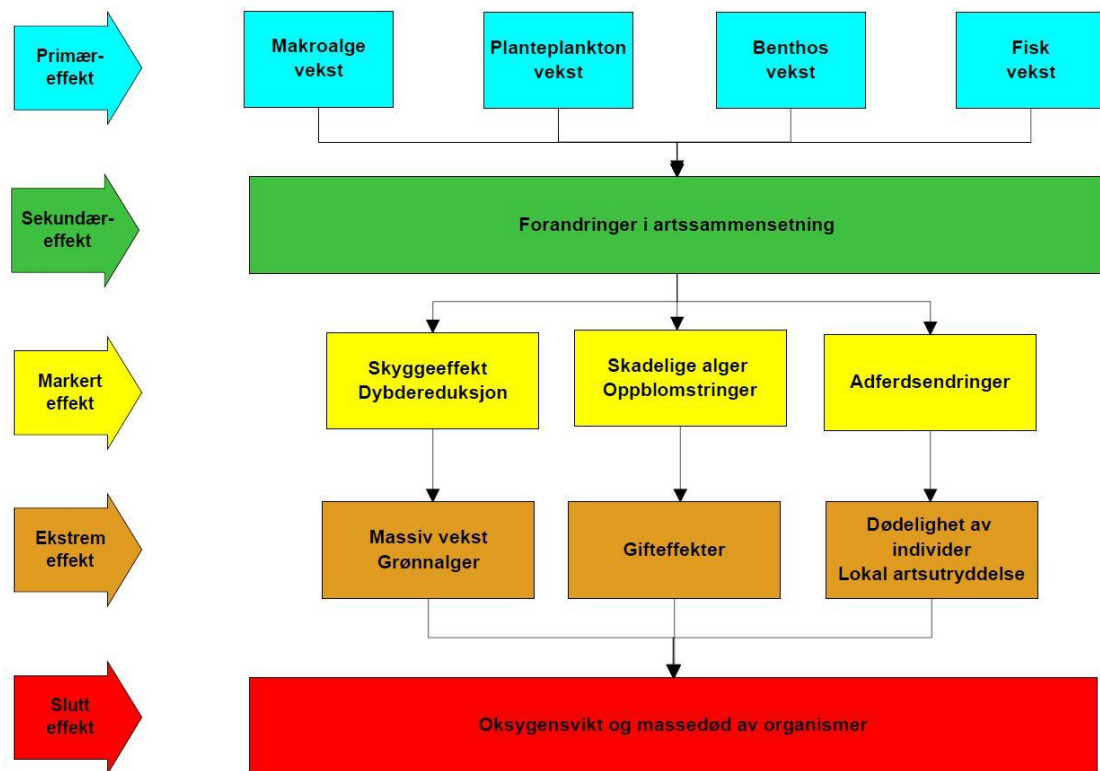 Primær-
effekt
Makroalge
vekst
Planteplankton
vekst
Benthos
vekst
Fisk
vekst
Sekundær-
effekt
Forandringer i artssammensetning
Markert
effekt
Skyggeeffekt
Dybdereduksjon
Skadelige alger
Oppblomstringer
Adferdsendringer
Ekstrem
effekt
Massiv vekst
Grønnalger
Gifteffekter
Dødelighet av
individer
Lokal artsutryddelse
Slutt
effekt
Oksygensvikt og massedød av organismer